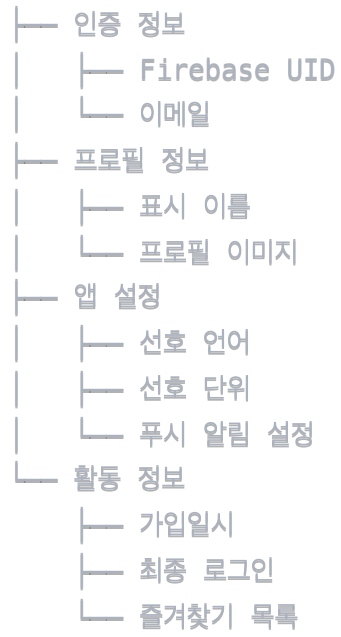 ├── 인증 정보
│   ├── Firebase UID
│   └── 이메일
├── 프로필 정보
│   ├── 표시 이름
│   └── 프로필 이미지
├── 앱 설정
│   ├── 선호 언어
│   ├── 선호 단위
│   └── 푸시 알림 설정
└── 활동 정보
    ├── 가입일시
    ├── 최종 로그인
    └── 즐겨찾기 목록